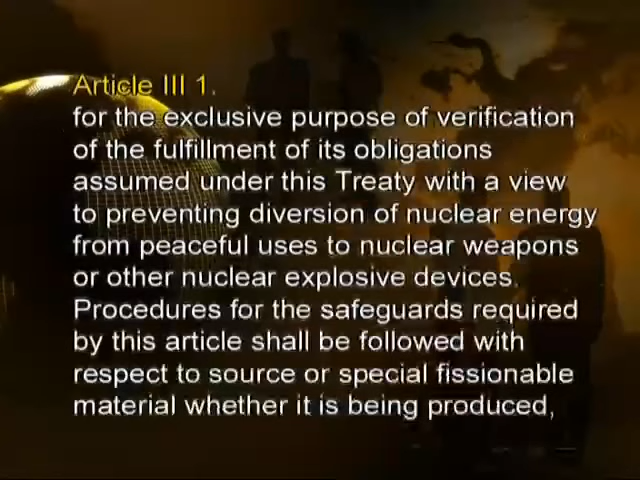 Article III 1.
for the exclusive purpose of verification
of the fulfillment of its obligations
assumed under this Treaty with a view
to preventing diversion of nuclear energy
from peaceful uses to nuclear weapons
or other nuclear explosive devices.
Procedures for the safeguards required
by this article shall be followed with
respect to source or special fissionable
material whether it is being produced,